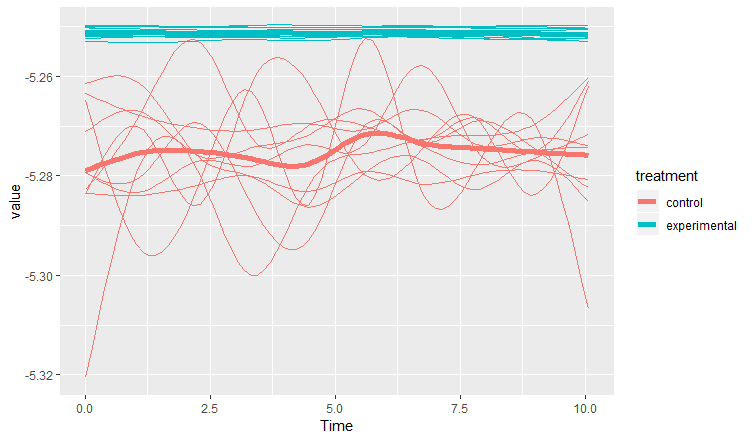 -5.26
-5.28
-5.30
-5.32
value
0.0 2.5 5.0 7.5 10.0
Time
treatment
control
experimental